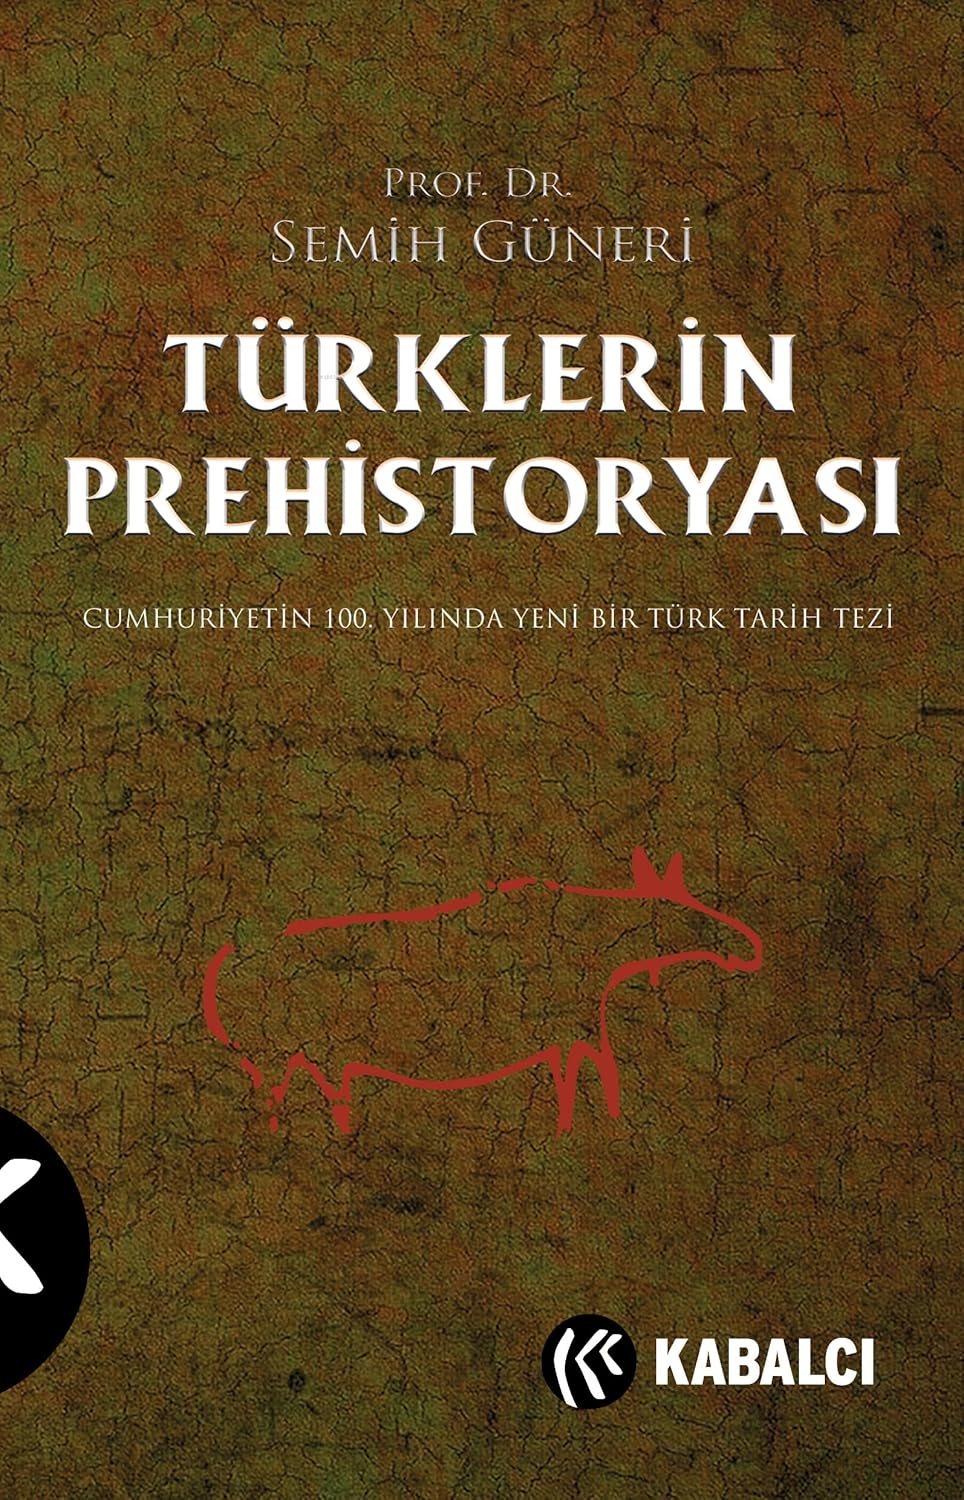 PROF. DR.
SEMİH GÜNERİ
TÜRKLERİN
PREHİSTORYASI
CUMHURİYETİN 100. YILINDA YENİ BİR TÜRK TARİH TEZİ
KABALCI